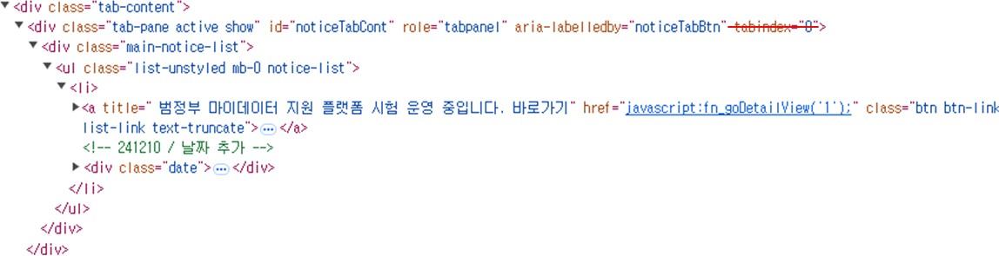 <div class="tab-content">
<div class="tab-pane active show" id="noticeTabCont" role="tabpanel" aria-labelledby="noticeTabBtn" tabindex="0">
<div class="main-notice-list">
<ul class="list-unstyled mb-0 notice-list">
<li>
<a title=" 범정부 마이데이터 지원 플랫폼 시험 운영 중입니다. 바로가기" href="javascript:fn_goDetailView('1');" class="btn btn-link
list-link text-truncate">…</a>
<!-- 241210 / 날짜 추가 -->
<div class="date">…</div>
</li>
</ul>
</div>
</div>